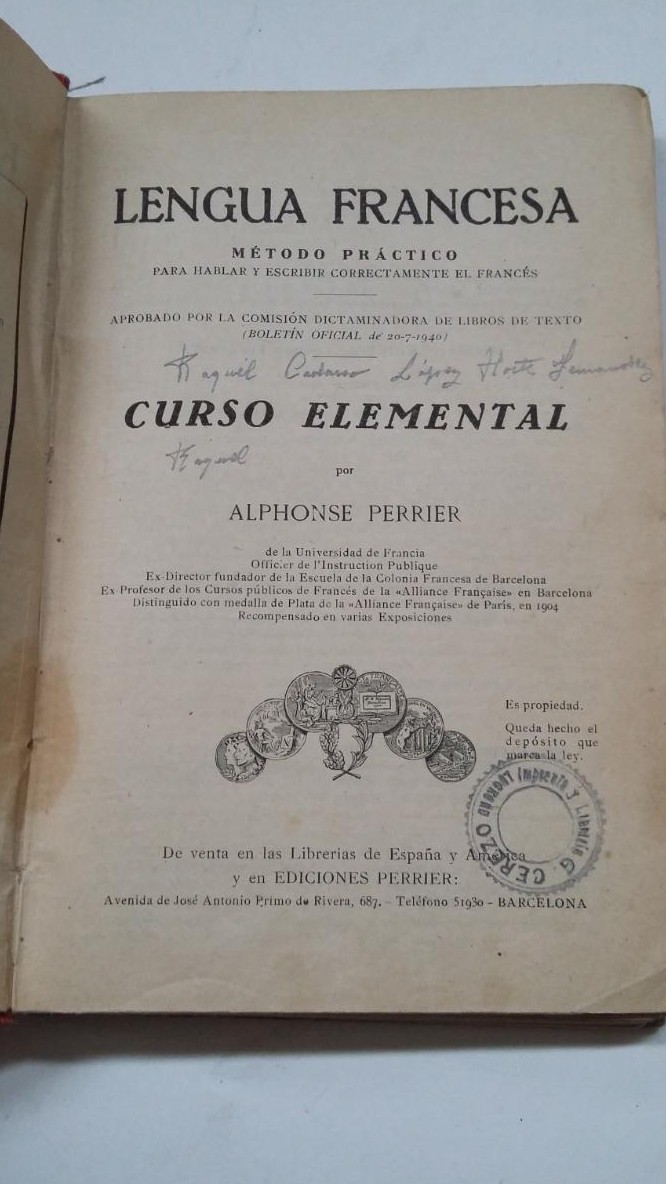 LENGUA FRANCESA
MÉTODO PRÁCTICO
PARA HABLAR Y ESCRIBIR CORRECTAMENTE EL FRANCÉS
APROBADO POR LA COMISIÓN DICTAMINADORA DE LIBROS DE TEXTO
(BOLETÍN OFICIAL de 20-7-1940)
Raquel López
CURSO ELEMENTAL
Raquel
por
ALPHONSE PERRIER
de la Universidad de Francia
Officier de l'Instruction Publique
Ex-Director fundador de la Escuela de la Colonia Francesa de Barcelona
Ex-Profesor de los Cursos públicos de Francés de la «Alliance Française» en Barcelona
Distinguido con medalla de Plata de la «Alliance Française» de París, en 1904
Recompensado en varias Exposiciones
Es propiedad.
Queda hecho el
depósito que
marca la ley.
Imprenta y Librería G. CEREZO LOGROÑO
De venta en las Librerias de España y América
y en EDICIONES PERRIER:
Avenida de José Antonio Primo de Rivera, 687. - Teléfono 51930 - BARCELONA